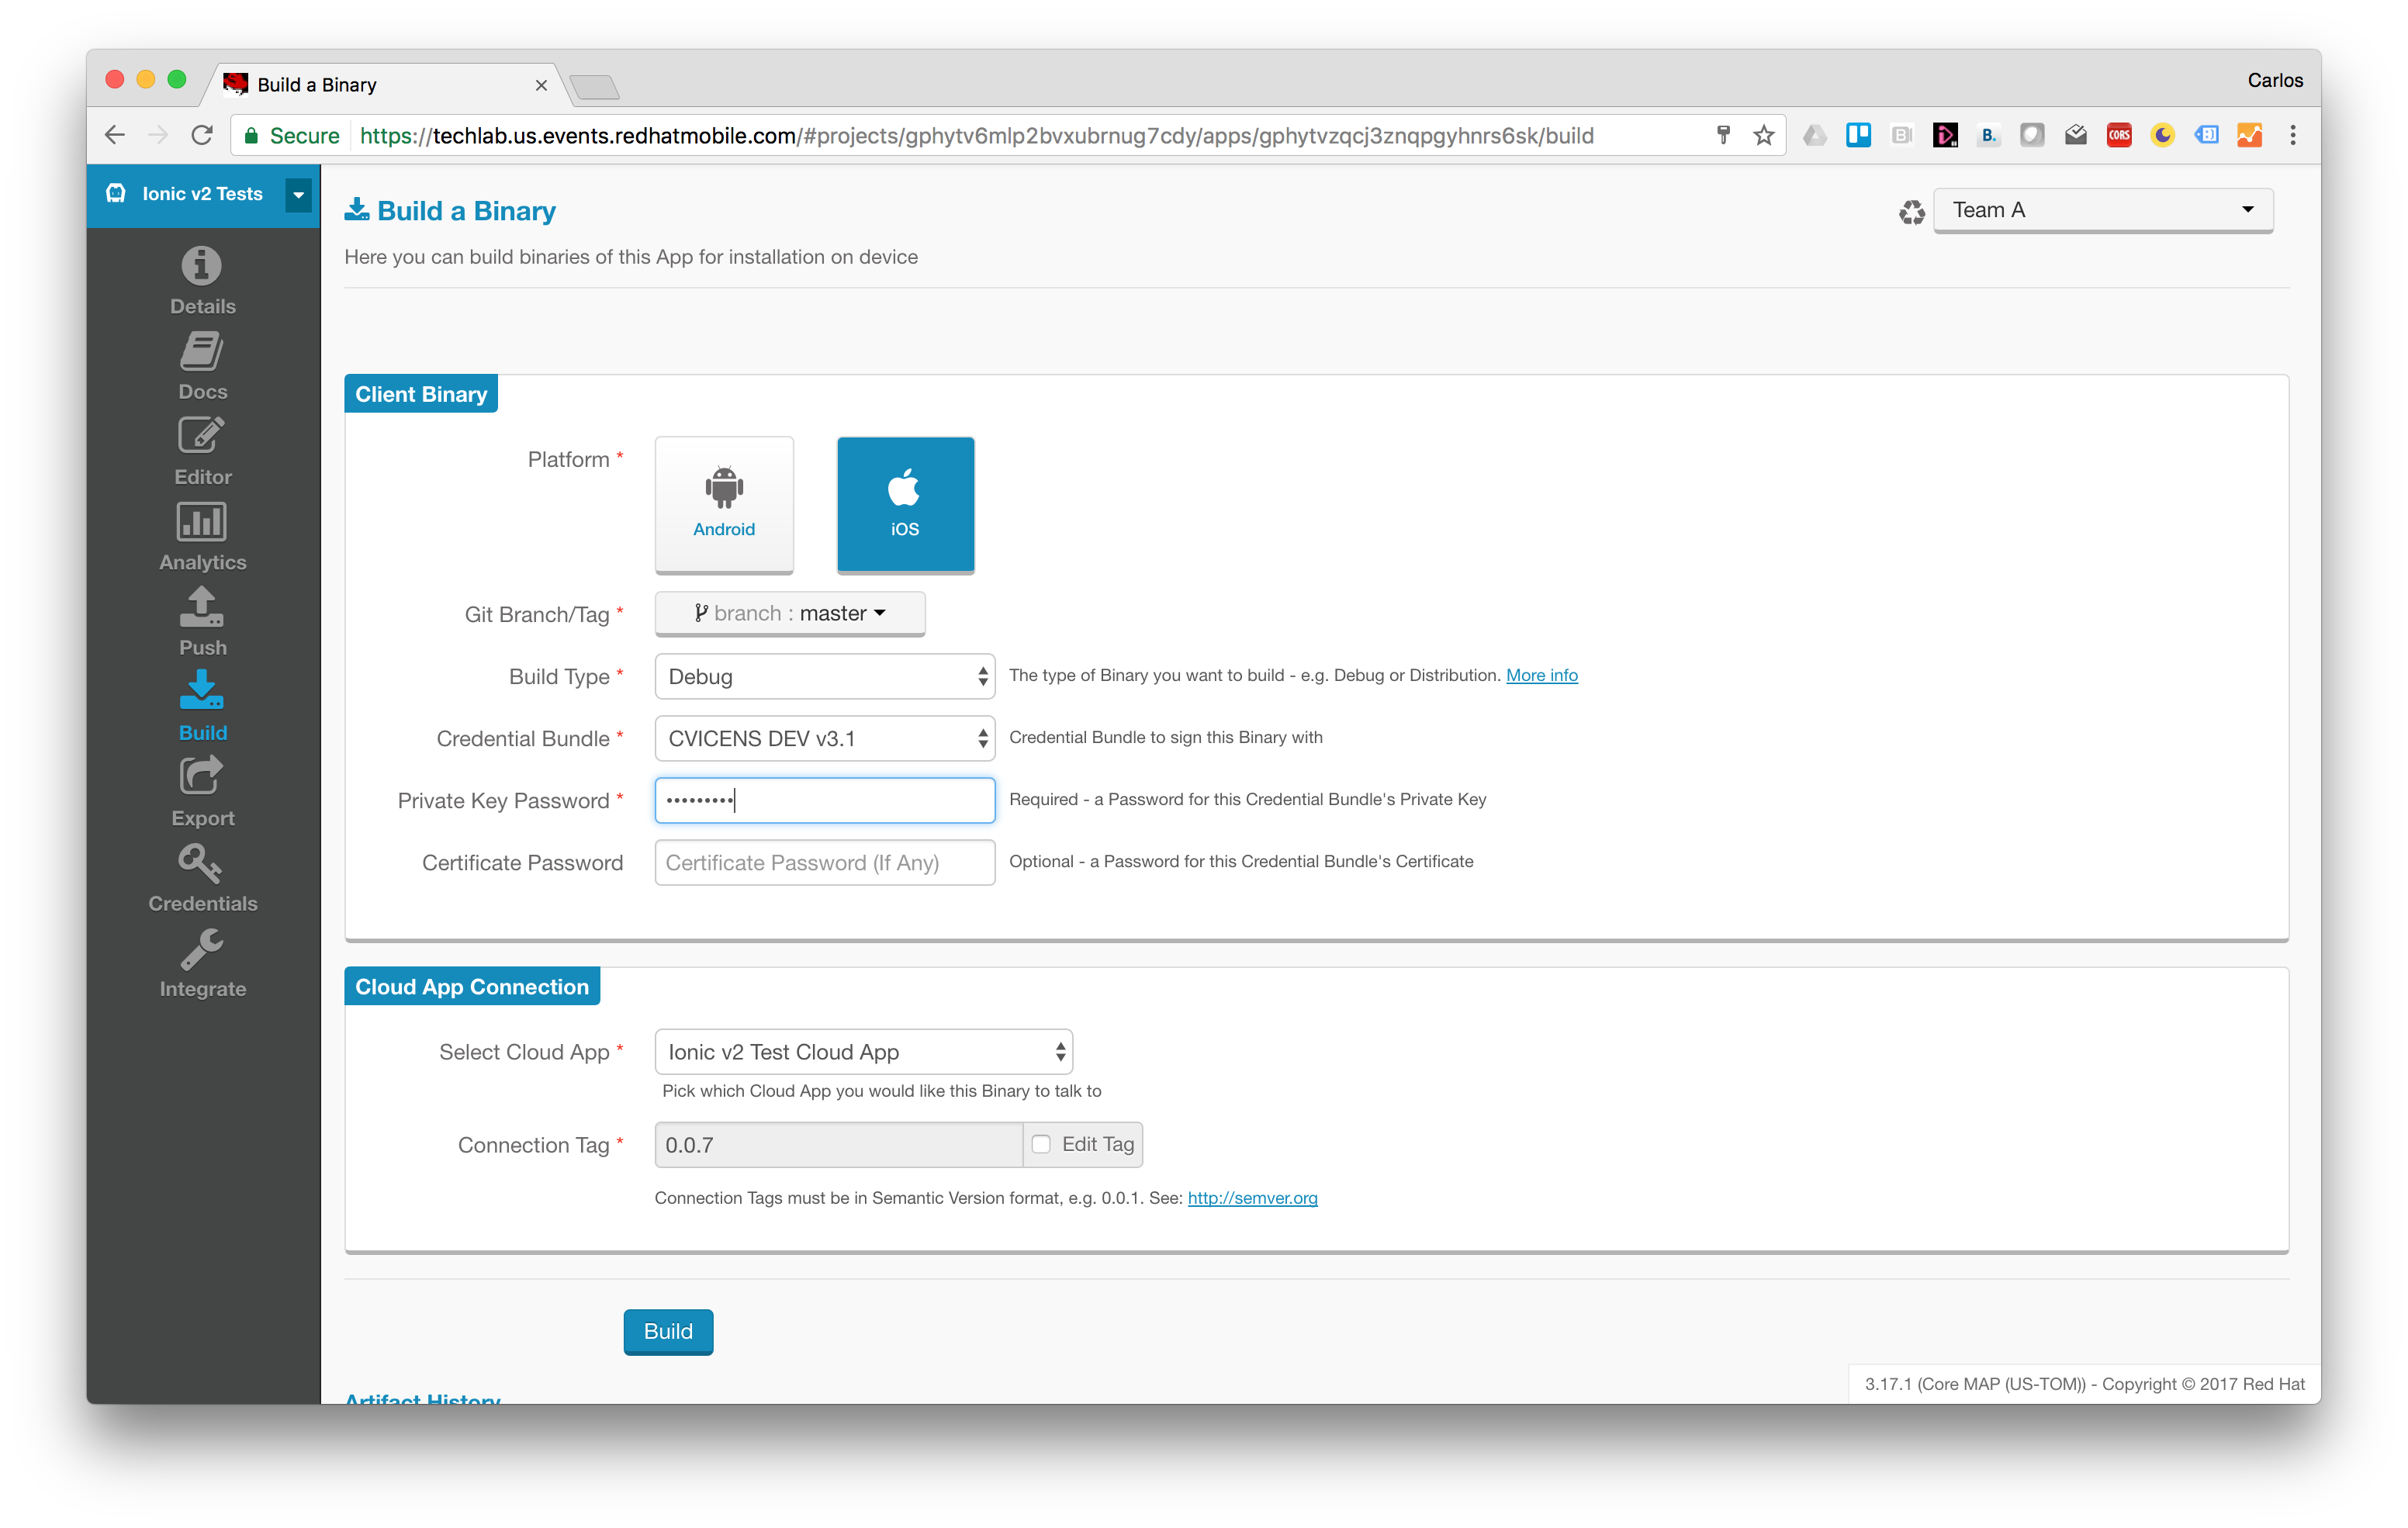 Build a Binary
Carlos
Secure https://techlab.us.events.redhatmobile.com/#projects/gphytv6mlp2bvxubrnug7cdy/apps/gphytvzqcj3znqpgyhnrs6sk/build
CORS
B.
Ionic v2 Tests
Build a Binary
Team A
Here you can build binaries of this App for installation on device
Details
Docs
Editor
Analytics
Push
Build
Export
Credentials
Integrate
Client Binary
Platform *
Android
iOS
Git Branch/Tag *
branch : master
Build Type *
Debug
The type of Binary you want to build - e.g. Debug or Distribution. More info
Credential Bundle *
CVICENS DEV v3.1
Credential Bundle to sign this Binary with
Private Key Password *
•••••••••
Required - a Password for this Credential Bundle's Private Key
Certificate Password
Certificate Password (If Any)
Optional - a Password for this Credential Bundle's Certificate
Cloud App Connection
Select Cloud App *
Ionic v2 Test Cloud App
Pick which Cloud App you would like this Binary to talk to
Connection Tag *
0.0.7
Edit Tag
Connection Tags must be in Semantic Version format, e.g. 0.0.1. See: http://semver.org
Build
Artifact History
3.17.1 (Core MAP (US-TOM)) - Copyright © 2017 Red Hat